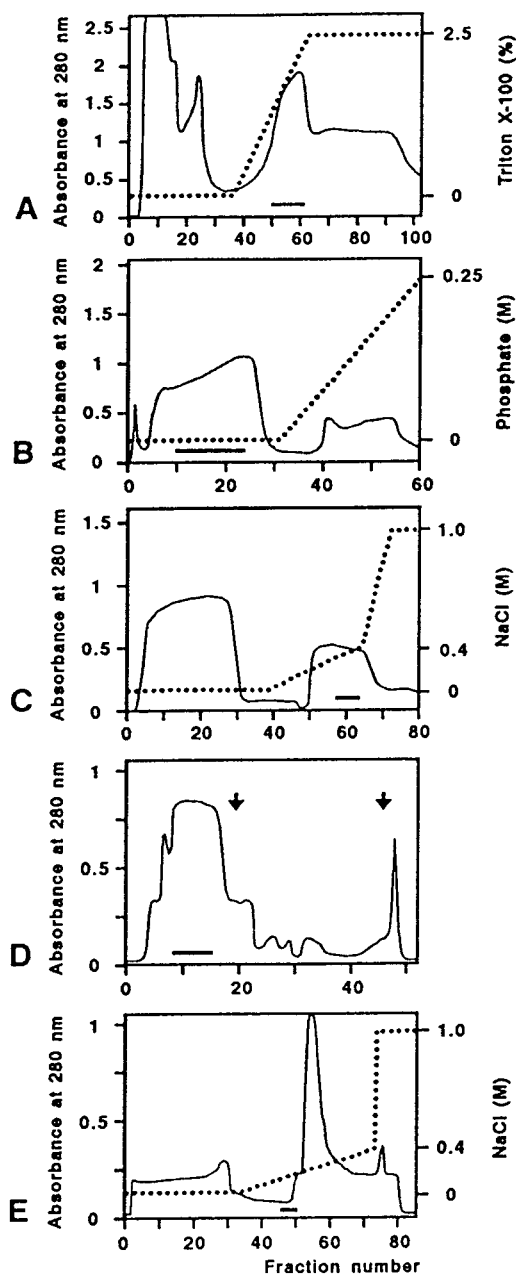 A
Absorbance at 280 nm
2.5
2
1.5
1
0.5
0
0 20 40 60 80 100
2.5
0
Triton X-100 (%)
B
Absorbance at 280 nm
2
1.5
1
0.5
0
0 20 40 60
0.25
0
Phosphate (M)
C
Absorbance at 280 nm
1.5
1
0.5
0
0 20 40 60 80
1.0
0.4
0
NaCl (M)
D
Absorbance at 280 nm
1
0.5
0
0 20 40
E
Absorbance at 280 nm
1
0.5
0
0 20 40 60 80
1.0
0.4
0
NaCl (M)
Fraction number